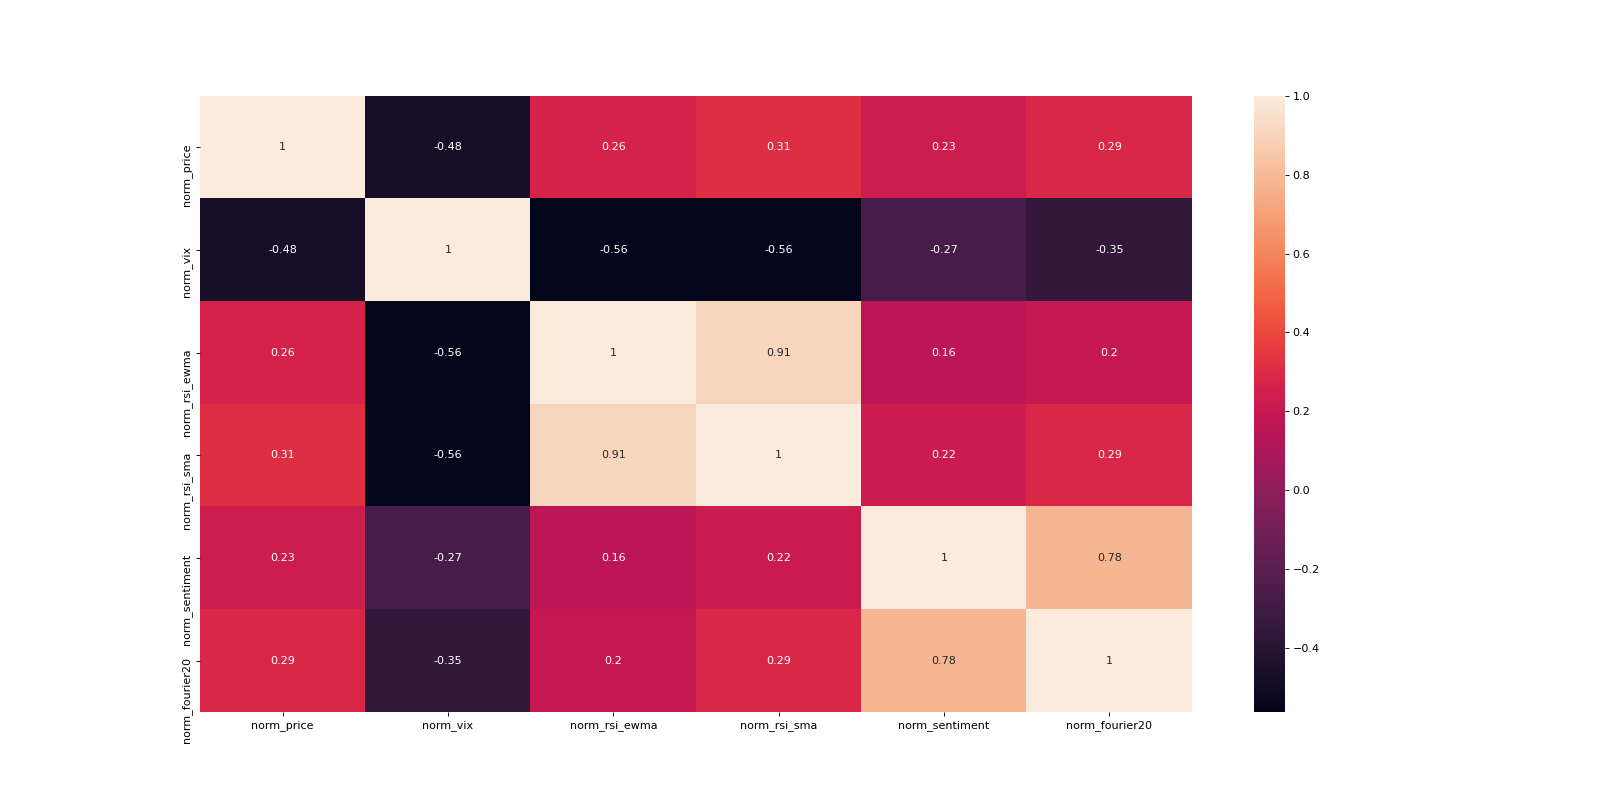 norm_price 1 -0.48 0.26 0.31 0.23 0.29
norm_vix -0.48 1 -0.56 -0.56 -0.27 -0.35
norm_rsi_ewma 0.26 -0.56 1 0.91 0.16 0.2
norm_rsi_sma 0.31 -0.56 0.91 1 0.22 0.29
norm_sentiment 0.23 -0.27 0.16 0.22 1 0.78
norm_fourier20 0.29 -0.35 0.2 0.29 0.78 1
norm_price norm_vix norm_rsi_ewma norm_rsi_sma norm_sentiment norm_fourier20
1.0
0.8
0.6
0.4
0.2
0.0
−0.2
−0.4